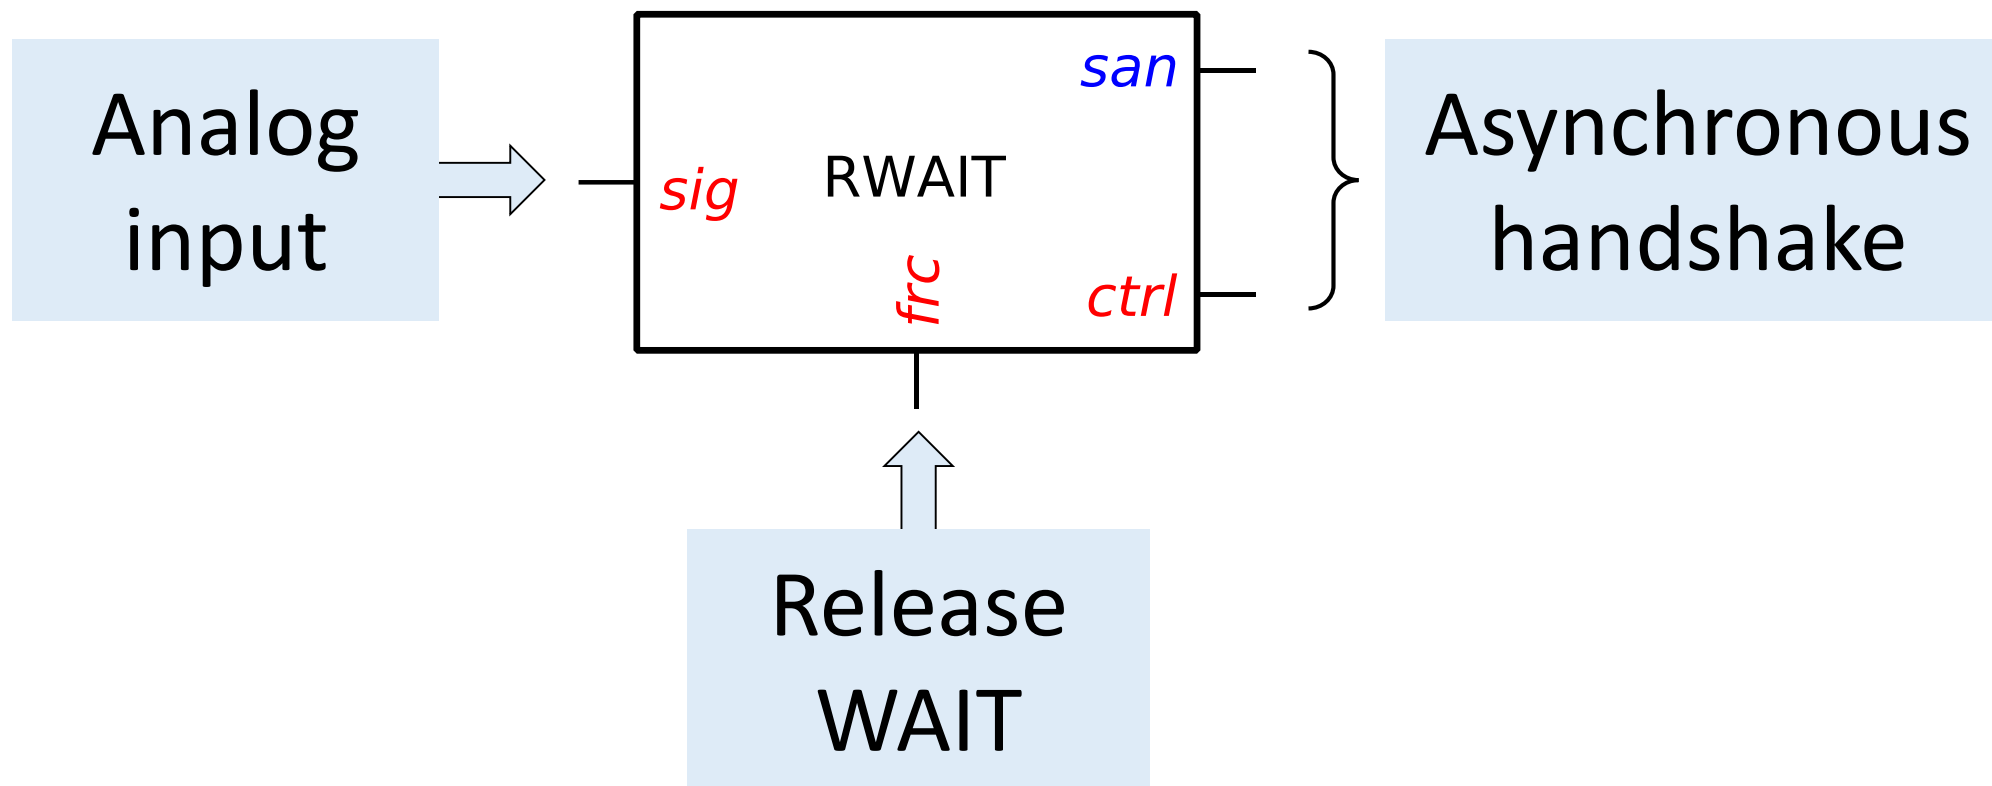 Analog
input
sig
RWAIT
frc
san
ctrl
Asynchronous
handshake
Release
WAIT